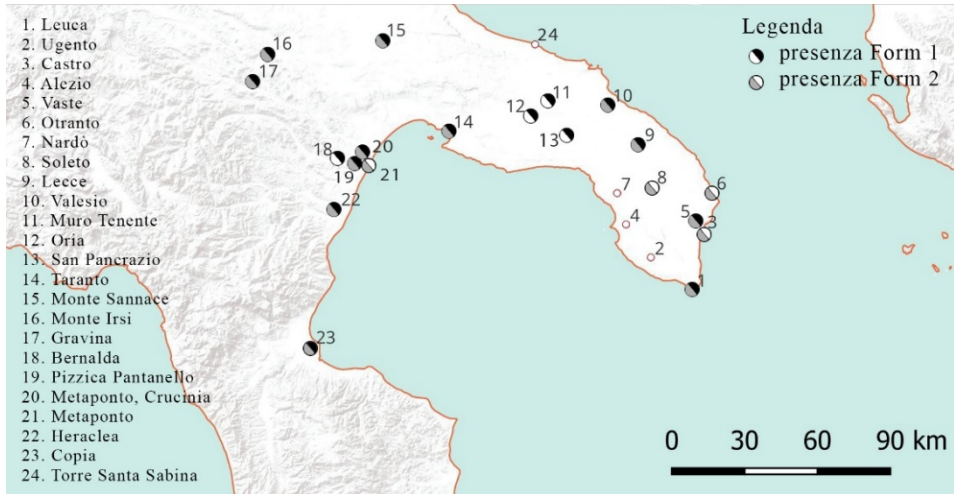 1. Leuca
2. Ugento
3. Castro
4. Alezio
5. Vaste
6. Otranto
7. Nardò
8. Soleto
9. Lecce
10. Valesio
11. Muro Tenente
12. Oria
13. San Pancrazio
14. Taranto
15. Monte Sannace
16. Monte Irsi
17. Gravina
18. Bernalda
19. Pizzica Pantanello
20. Metaponto, Crucinia
21. Metaponto
22. Heraclea
23. Copia
24. Torre Santa Sabina
Legenda
presenza Form 1
presenza Form 2
24
15
16
17
11
10
12
14
13
9
20
18
19
21
8
7
6
22
5
3
4
2
1
23
0 30 60 90 km